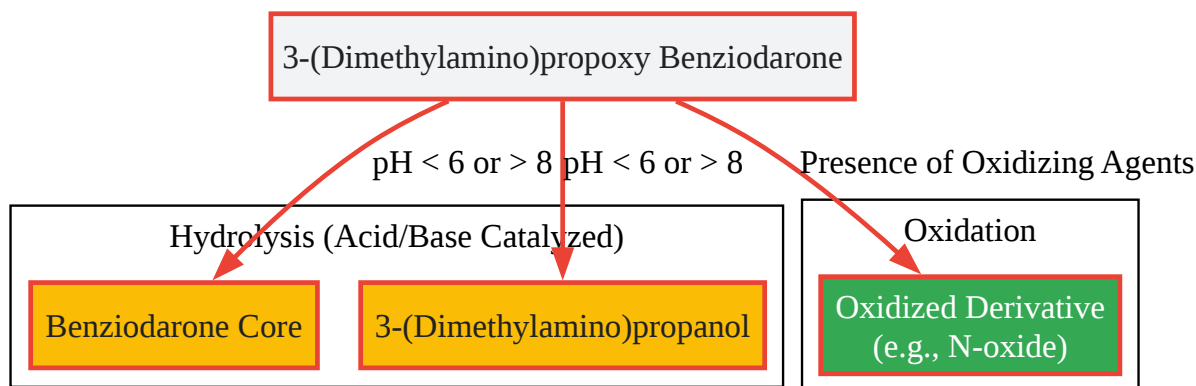 3-(Dimethylamino)propoxy Benziodarone
pH < 6 or > 8
pH < 6 or > 8
Presence of Oxidizing Agents
Hydrolysis (Acid/Base Catalyzed)
Oxidation
Benziodarone Core
3-(Dimethylamino)propanol
Oxidized Derivative
(e.g., N-oxide)